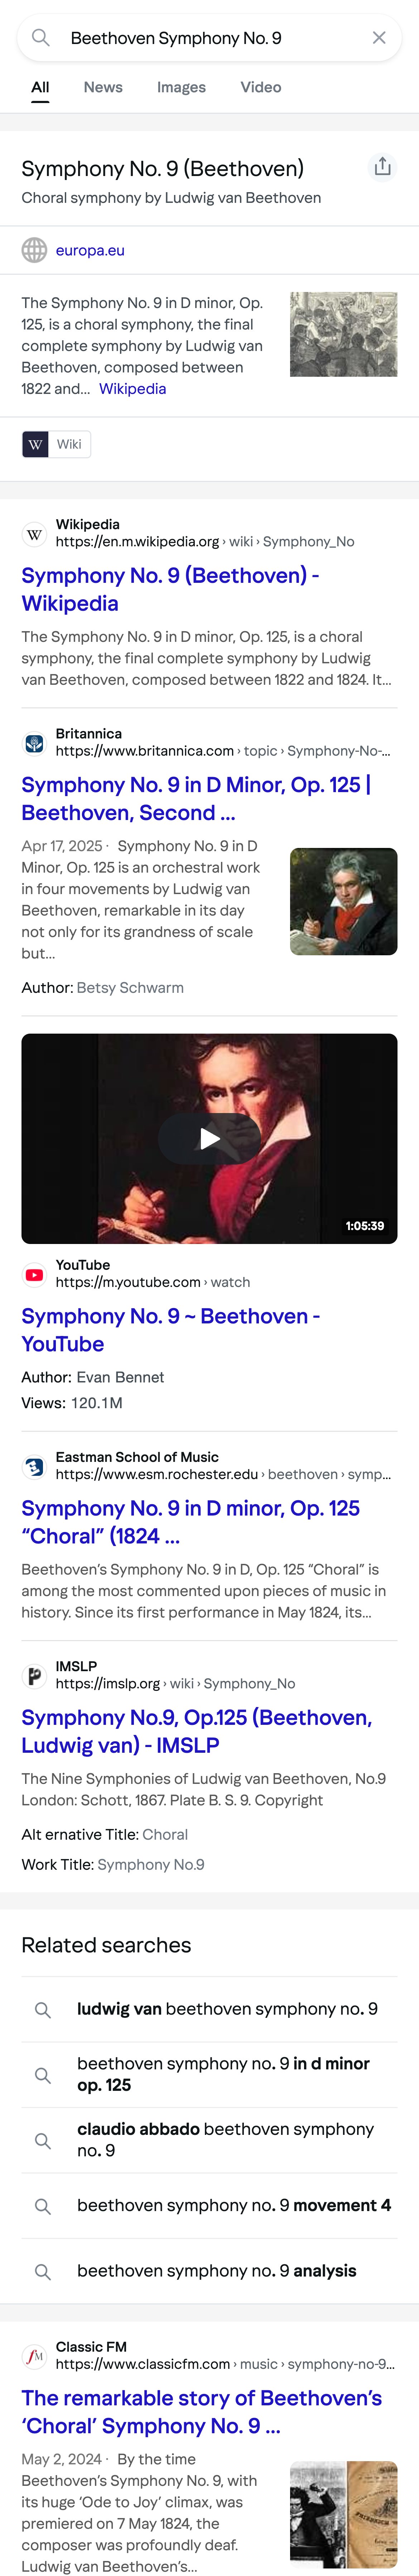 Beethoven Symphony No. 9
All News Images Video
Symphony No. 9 (Beethoven)
Choral symphony by Ludwig van Beethoven
europa.eu
The Symphony No. 9 in D minor, Op.
125, is a choral symphony, the final
complete symphony by Ludwig van
Beethoven, composed between
1822 and... Wikipedia
W Wiki
W Wikipedia
https://en.m.wikipedia.org › wiki › Symphony_No
Symphony No. 9 (Beethoven) -
Wikipedia
The Symphony No. 9 in D minor, Op. 125, is a choral
symphony, the final complete symphony by Ludwig
van Beethoven, composed between 1822 and 1824. It...
Britannica
https://www.britannica.com › topic › Symphony-No-...
Symphony No. 9 in D Minor, Op. 125 |
Beethoven, Second ...
Apr 17, 2025 · Symphony No. 9 in D
Minor, Op. 125 is an orchestral work
in four movements by Ludwig van
Beethoven, remarkable in its day
not only for its grandness of scale
but...
Author: Betsy Schwarm
1:05:39
YouTube
https://m.youtube.com › watch
Symphony No. 9 ~ Beethoven -
YouTube
Author: Evan Bennet
Views: 120.1M
Eastman School of Music
https://www.esm.rochester.edu › beethoven › symp...
Symphony No. 9 in D minor, Op. 125
“Choral” (1824 ...
Beethoven’s Symphony No. 9 in D, Op. 125 “Choral” is
among the most commented upon pieces of music in
history. Since its first performance in May 1824, its...
IMSLP
https://imslp.org › wiki › Symphony_No
Symphony No.9, Op.125 (Beethoven,
Ludwig van) - IMSLP
The Nine Symphonies of Ludwig van Beethoven, No.9
London: Schott, 1867. Plate B. S. 9. Copyright
Alt ernative Title: Choral
Work Title: Symphony No.9
Related searches
ludwig van beethoven symphony no. 9
beethoven symphony no. 9 in d minor
op. 125
claudio abbado beethoven symphony
no. 9
beethoven symphony no. 9 movement 4
beethoven symphony no. 9 analysis
fM Classic FM
https://www.classicfm.com › music › symphony-no-9...
The remarkable story of Beethoven’s
‘Choral’ Symphony No. 9 ...
May 2, 2024 · By the time
Beethoven’s Symphony No. 9, with
its huge ‘Ode to Joy’ climax, was
premiered on 7 May 1824, the
composer was profoundly deaf.
Ludwig van Beethoven’s...